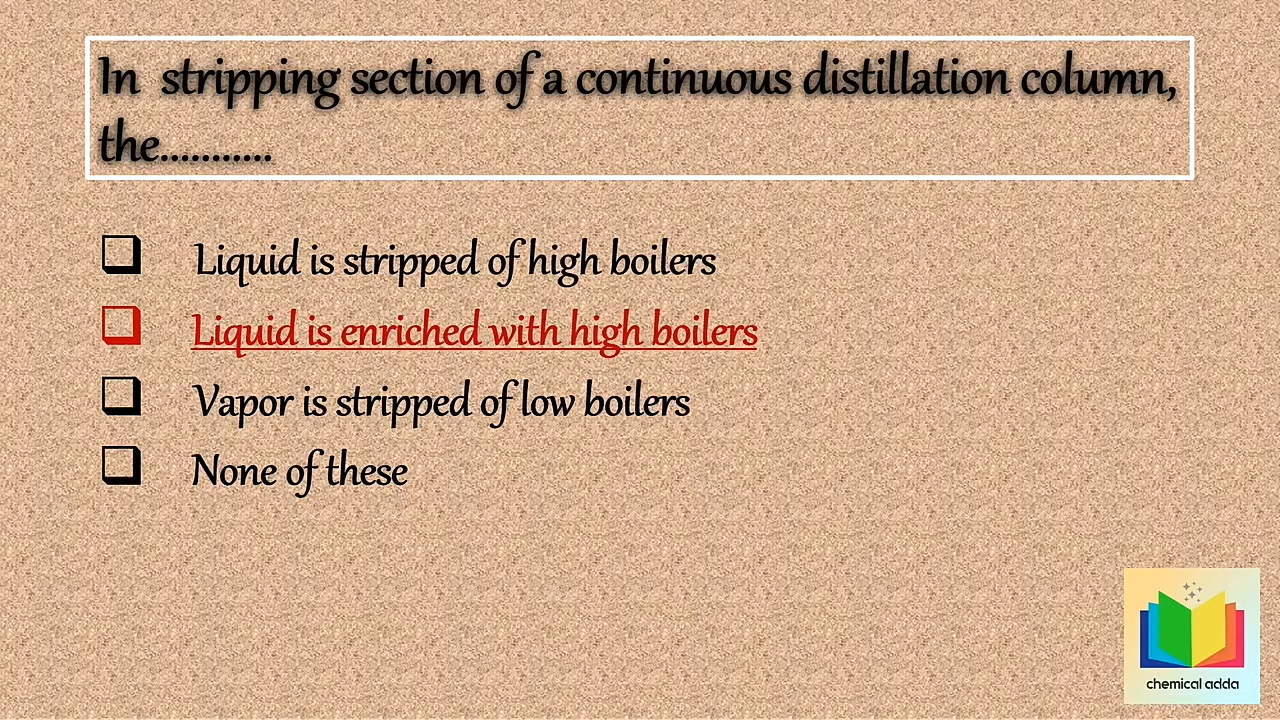 In stripping section of a continuous distillation column,
the...........
Liquid is stripped of high boilers
Liquid is enriched with high boilers
Vapor is stripped of low boilers
None of these
chemical adda